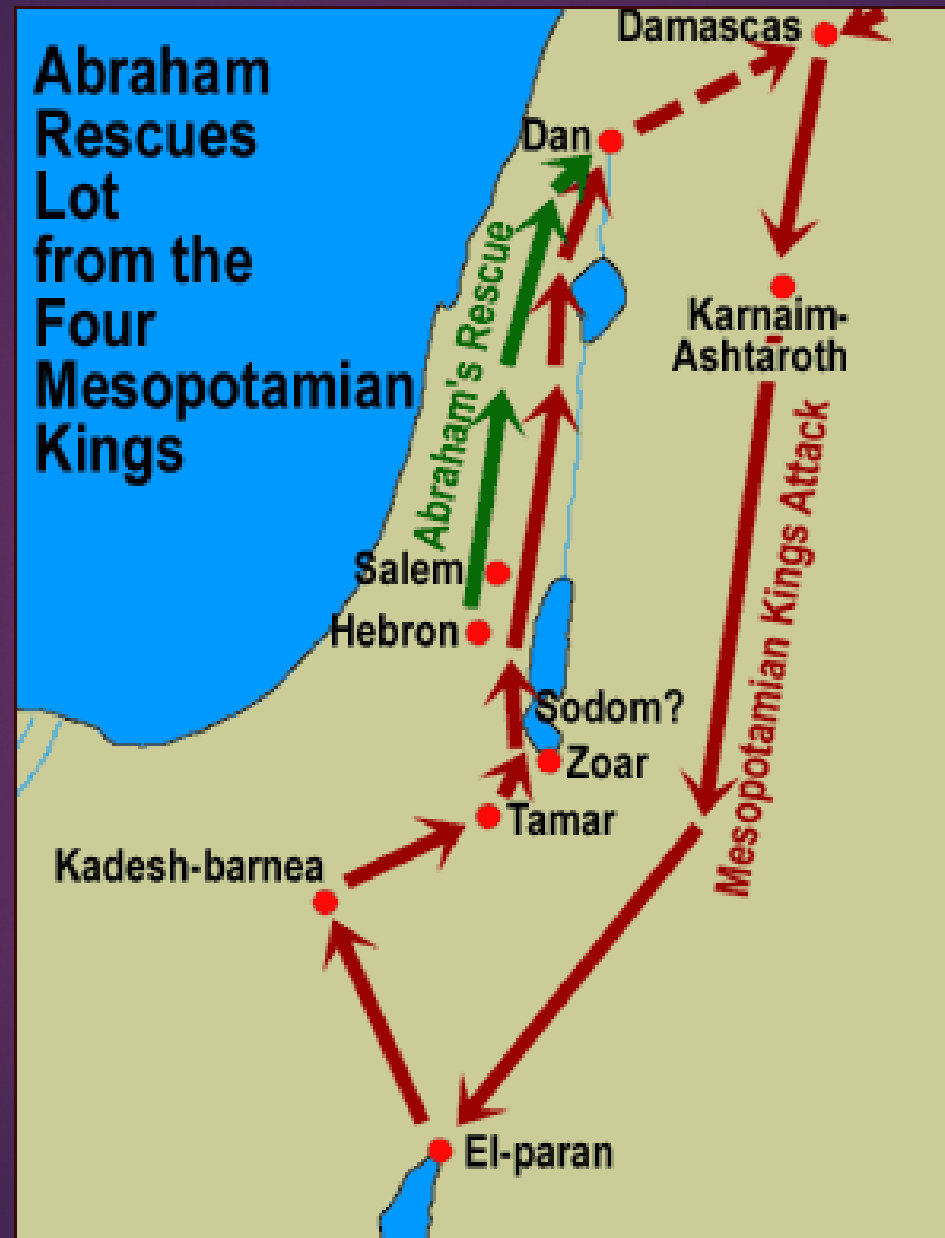 Abraham
Rescues
Lot
from the
Four
Mesopotamian
Kings
Damascas
Dan
Abraham's Rescue
Karnaim-
Ashtaroth
Mesopotamian Kings Attack
Salem
Hebron
Sodom?
Zoar
Tamar
Kadesh-barnea
El-paran